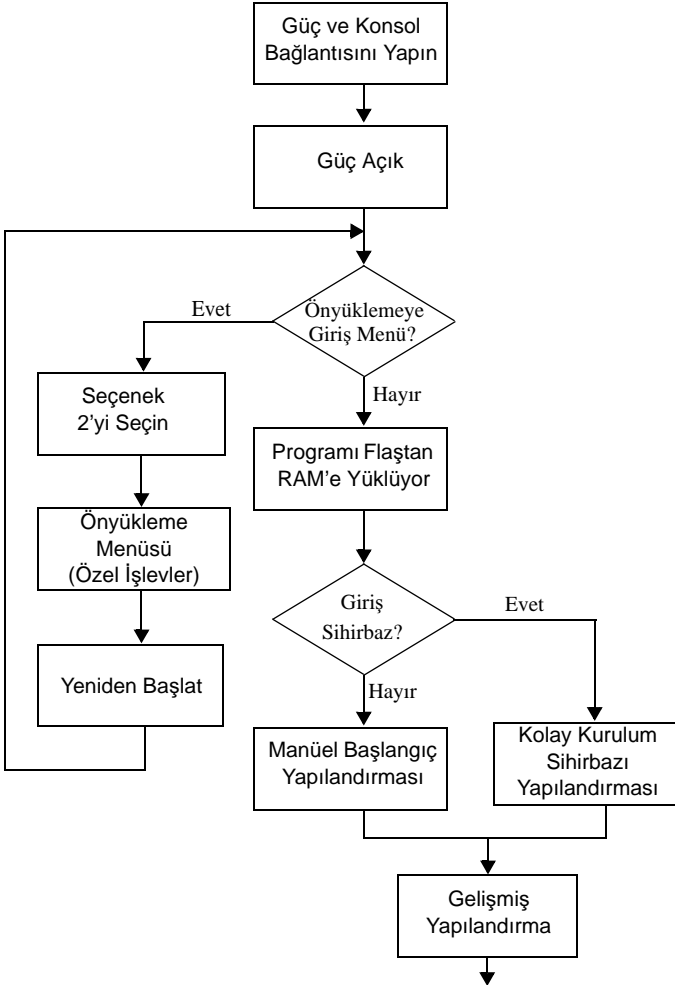 Güç ve Konsol
Bağlantısını Yapın
Güç Açık
Önyüklemeye
Giriş Menü?
Evet
Hayır
Seçenek
2’yi Seçin
Programı Flaştan
RAM’e Yüklüyor
Önyükleme
Menüsü
(Özel İşlevler)
Giriş
Sihirbaz?
Evet
Hayır
Yeniden Başlat
Manüel Başlangıç
Yapılandırması
Kolay Kurulum
Sihirbazı
Yapılandırması
Gelişmiş
Yapılandırma